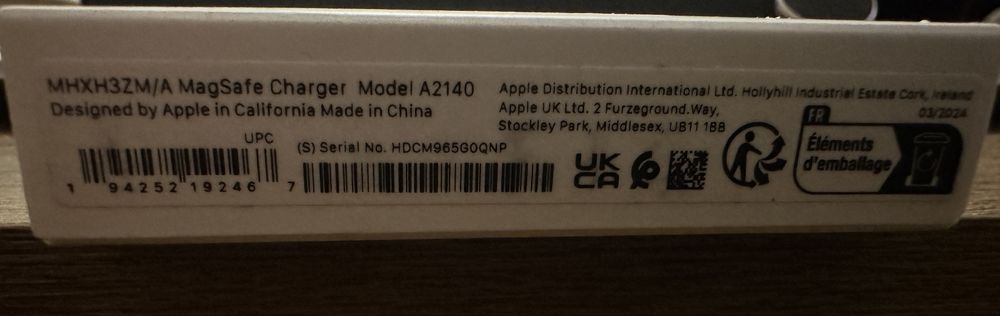 MHXH3ZM/A MagSafe Charger Model A2140
Designed by Apple in California Made in China
UPC
1 94252 19246 7
(S) Serial No. HDCM965G0QNP
Apple Distribution International Ltd. Hollyhill Industrial Estate Cork, Ireland
03/2024
Apple UK Ltd. 2 Furzeground.Way,
Stockley Park, Middlesex, UB11 1BB
UK
CA
FR
Éléments
d'emballage